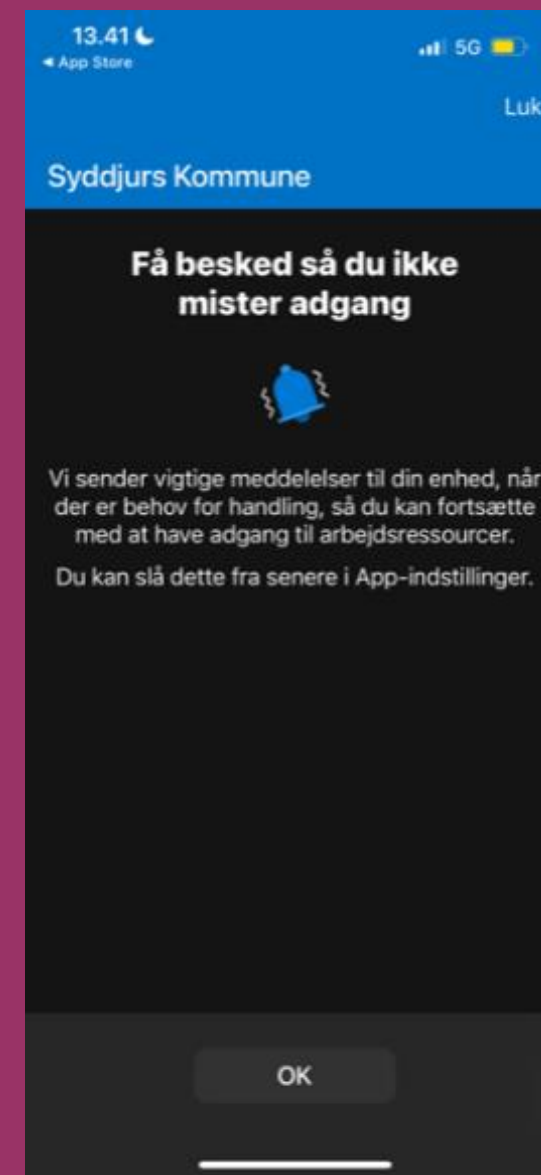 13.41
5G
◀ App Store
Luk
Syddjurs Kommune
Få besked så du ikke
mister adgang
Vi sender vigtige meddelelser til din enhed, når
der er behov for handling, så du kan fortsætte
med at have adgang til arbejdsressourcer.
Du kan slå dette fra senere i App-indstillinger.
OK